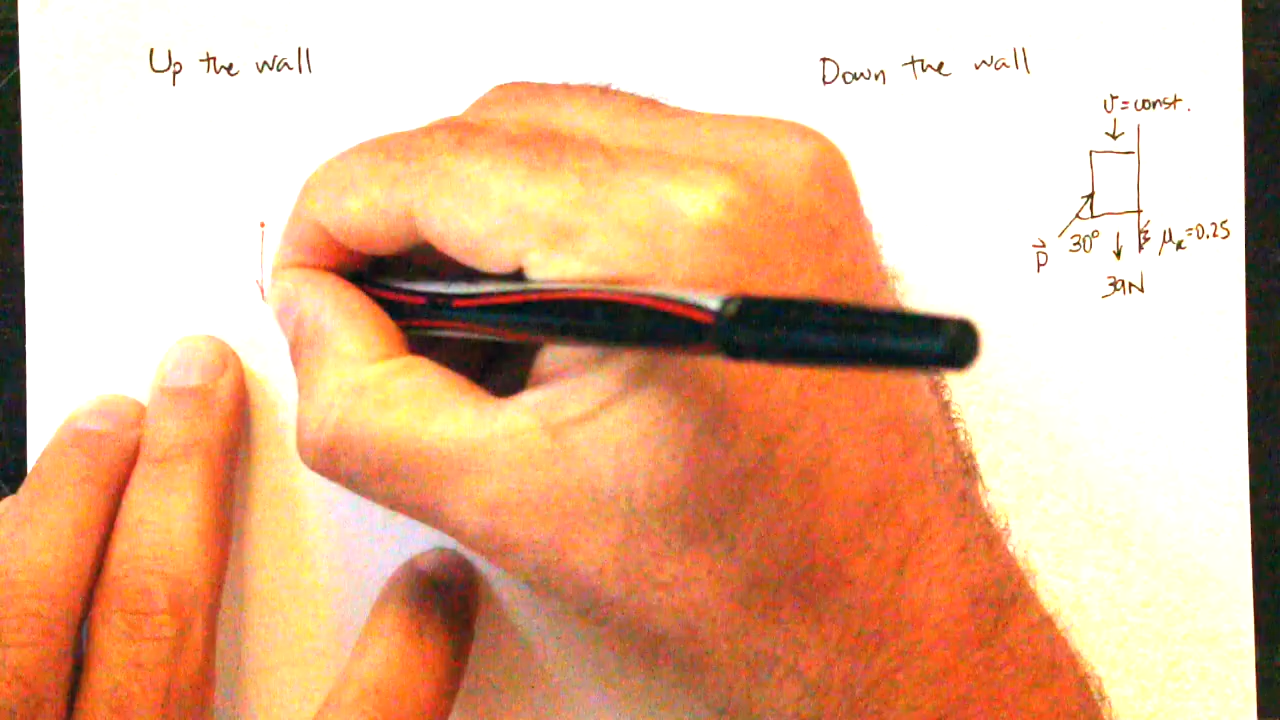 Up the wall
Down the wall
v = const.
30°
μk = 0.25
P
39N